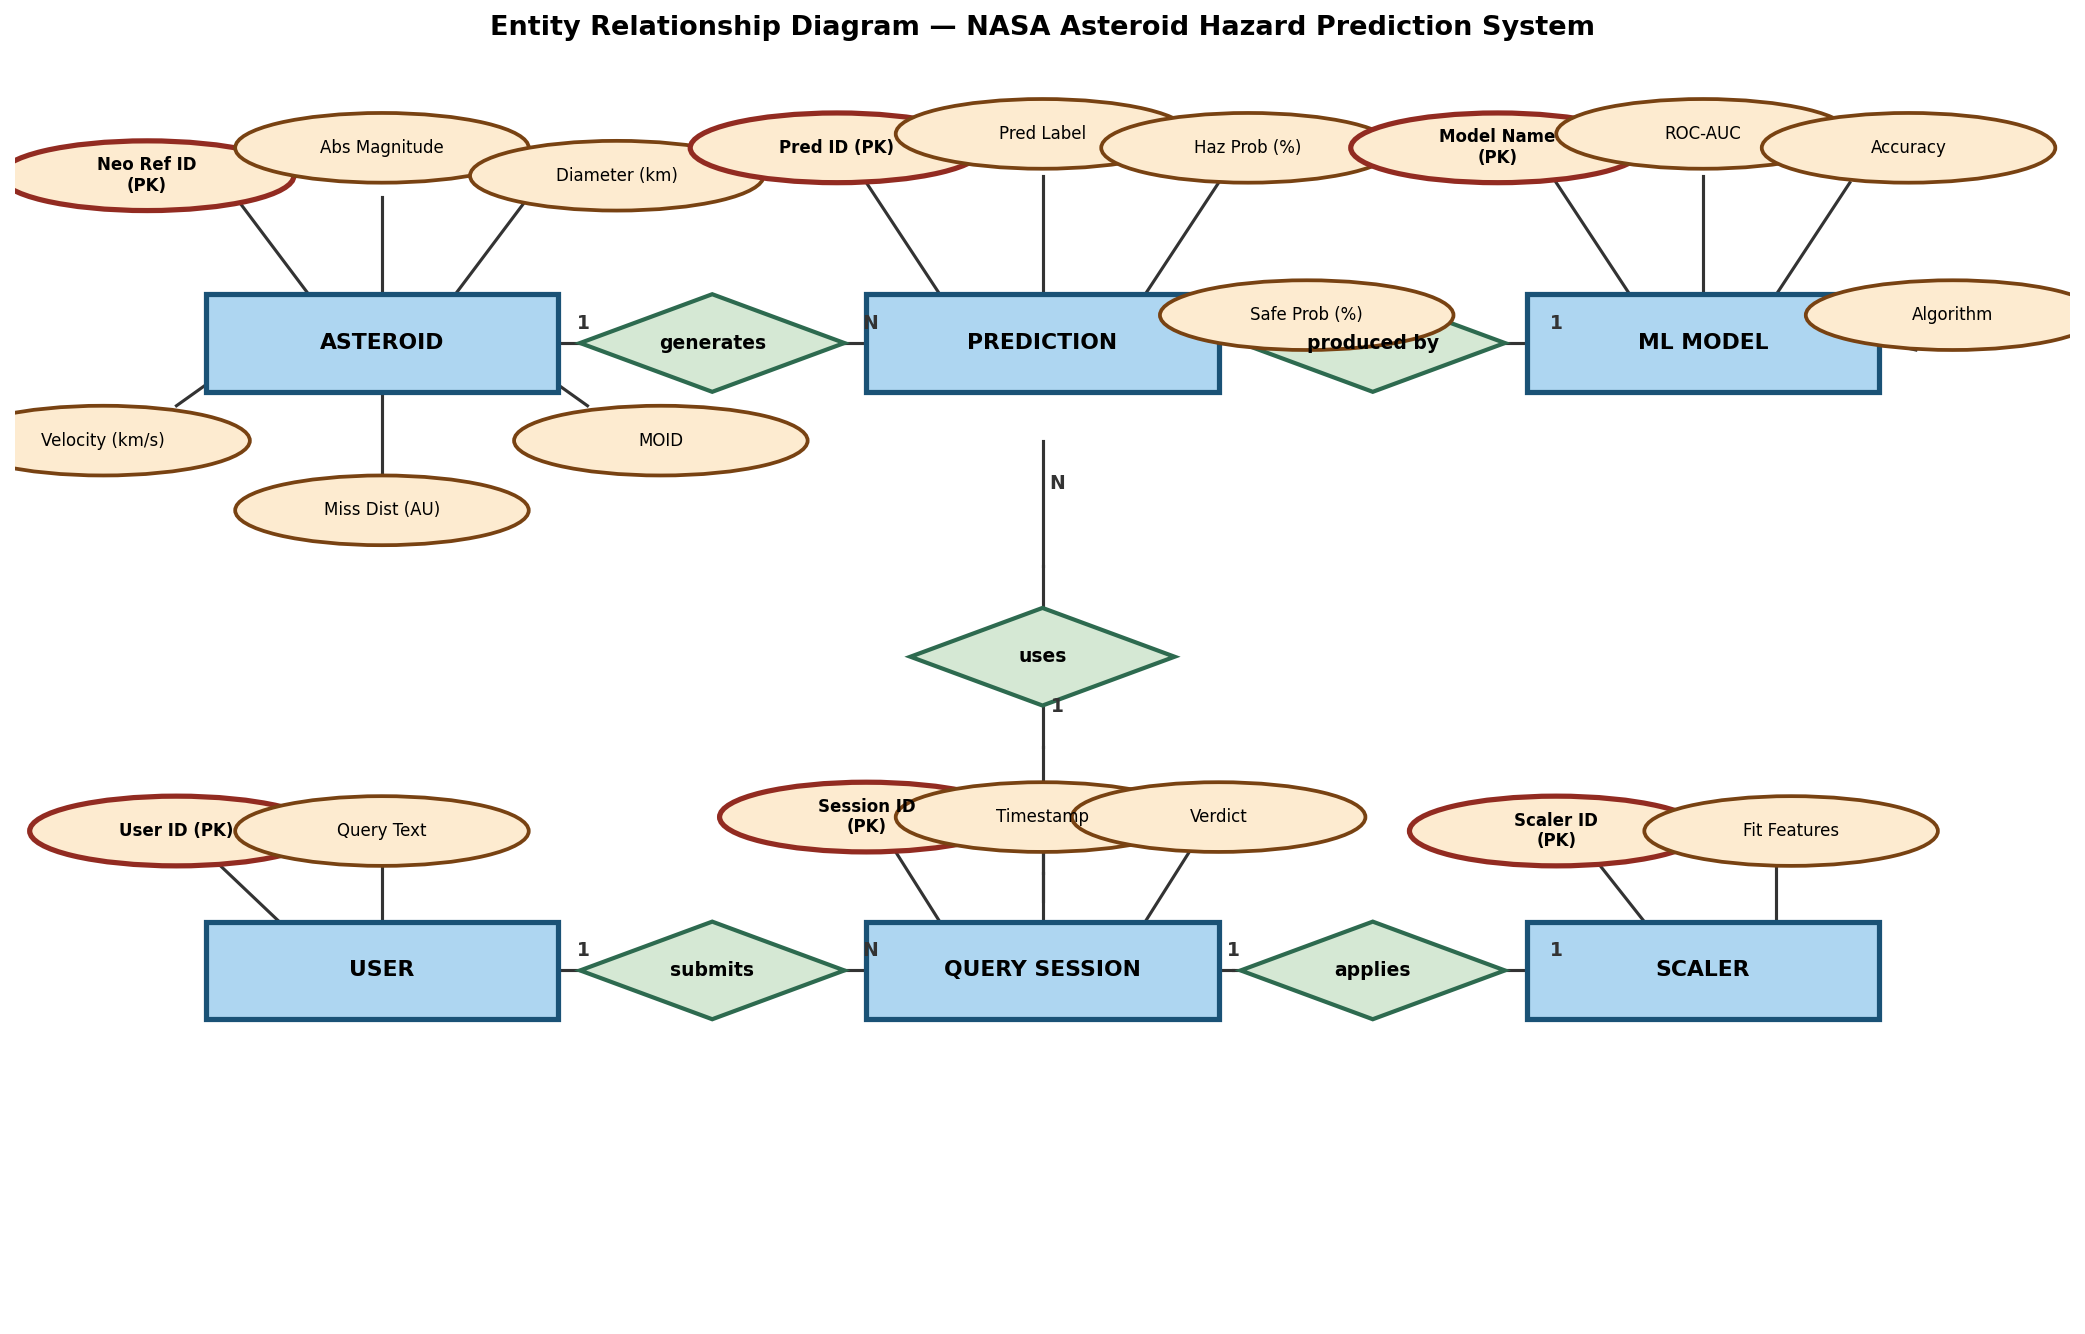 Entity Relationship Diagram — NASA Asteroid Hazard Prediction System
Neo Ref ID
(PK)
Abs Magnitude
Diameter (km)
Pred ID (PK)
Pred Label
Haz Prob (%)
Model Name
(PK)
ROC-AUC
Accuracy
ASTEROID
1
generates
N
PREDICTION
Safe Prob (%)
produced by
1
ML MODEL
Algorithm
Velocity (km/s)
Miss Dist (AU)
MOID
N
uses
1
User ID (PK)
Query Text
Session ID
(PK)
Timestamp
Verdict
Scaler ID
(PK)
Fit Features
USER
1
submits
N
QUERY SESSION
1
applies
1
SCALER